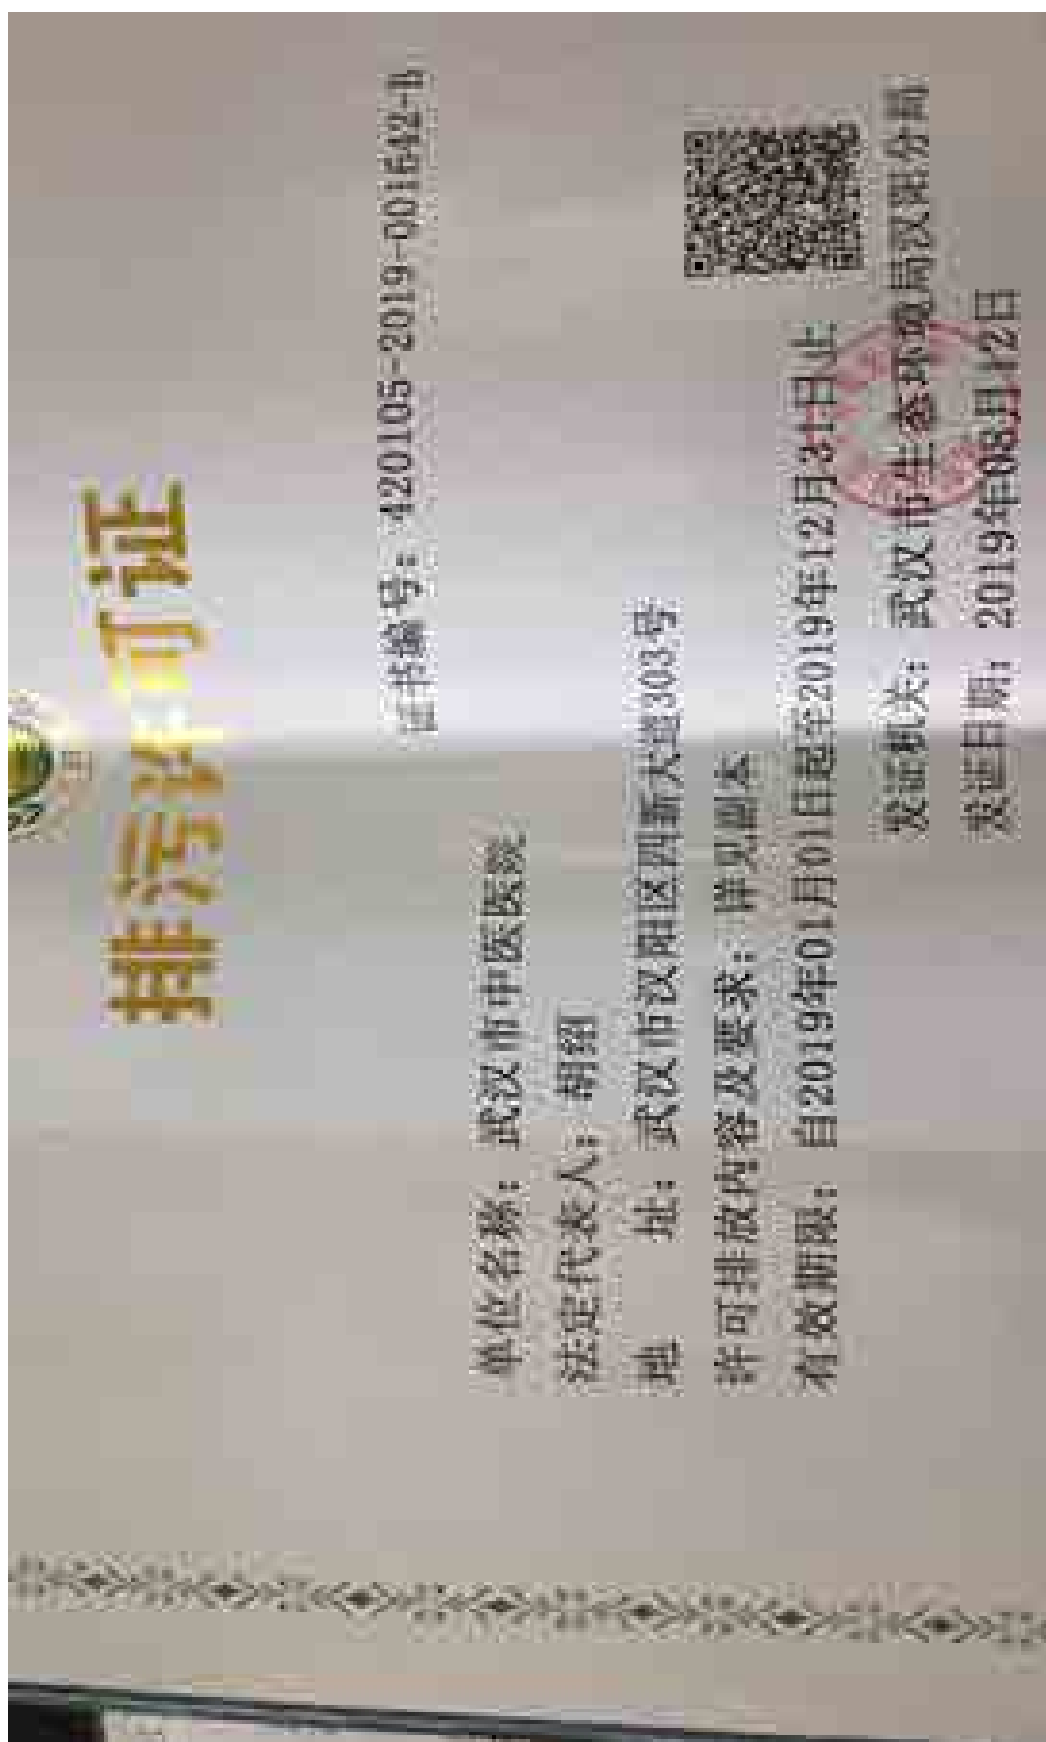 排污许可证
证书编号：420105-2019-001642-B
单位名称：武汉市中医医院
法定代表人：胡绍
地 址：武汉市汉阳区四新大道303号
许可排放内容及要求：详见副本
有效期限：自2019年01月01日起至2019年12月31日止
发证机关：武汉市生态环境局汉阳分局
发证日期：2019年08月12日